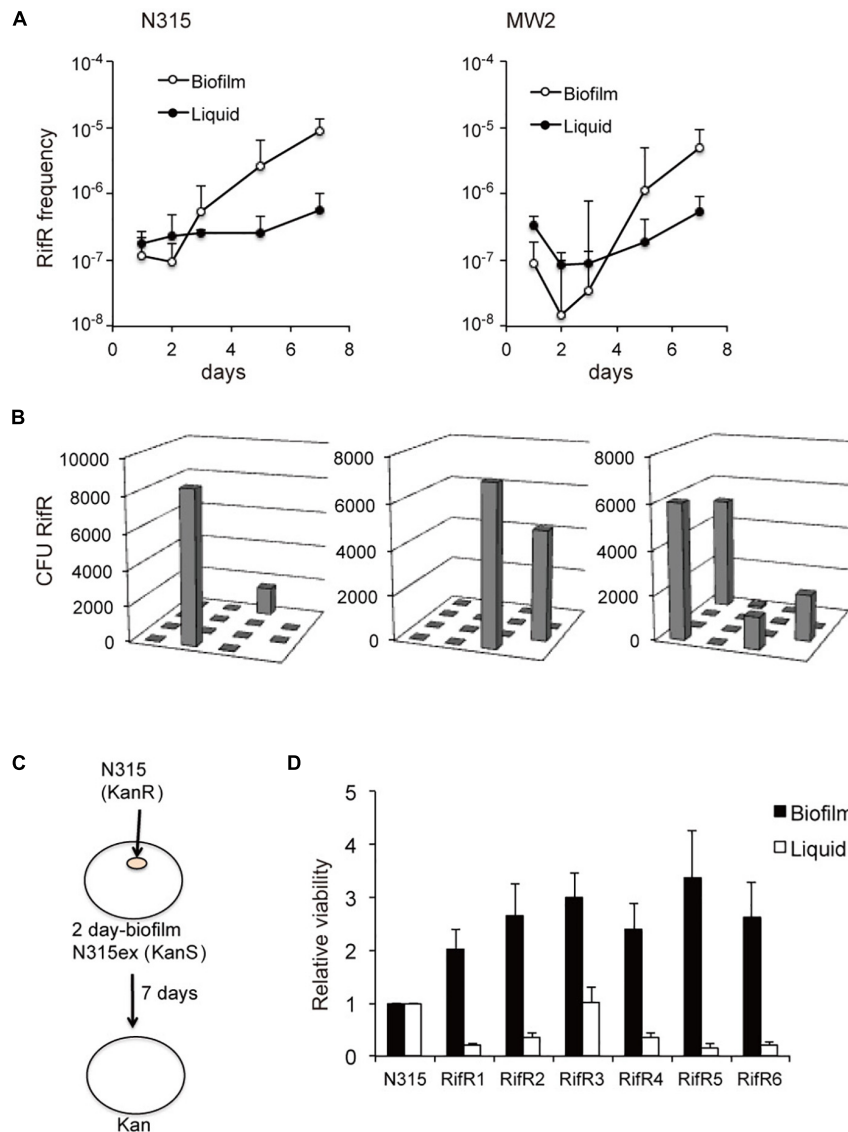 A
N315
MW2
10-4
10-5
10-6
10-7
10-8
RifR frequency
Biofilm
Liquid
0 2 4 6 8
days
10-4
10-5
10-6
10-7
10-8
Biofilm
Liquid
0 2 4 6 8
days
B
CFU RifR
10000
8000
6000
4000
2000
0
8000
6000
4000
2000
0
8000
6000
4000
2000
0
C
N315
(KanR)
2 day-biofilm
N315ex (KanS)
7 days
Kan
D
Relative viability
5
4
3
2
1
0
Biofilm
Liquid
N315 RifR1 RifR2 RifR3 RifR4 RifR5 RifR6